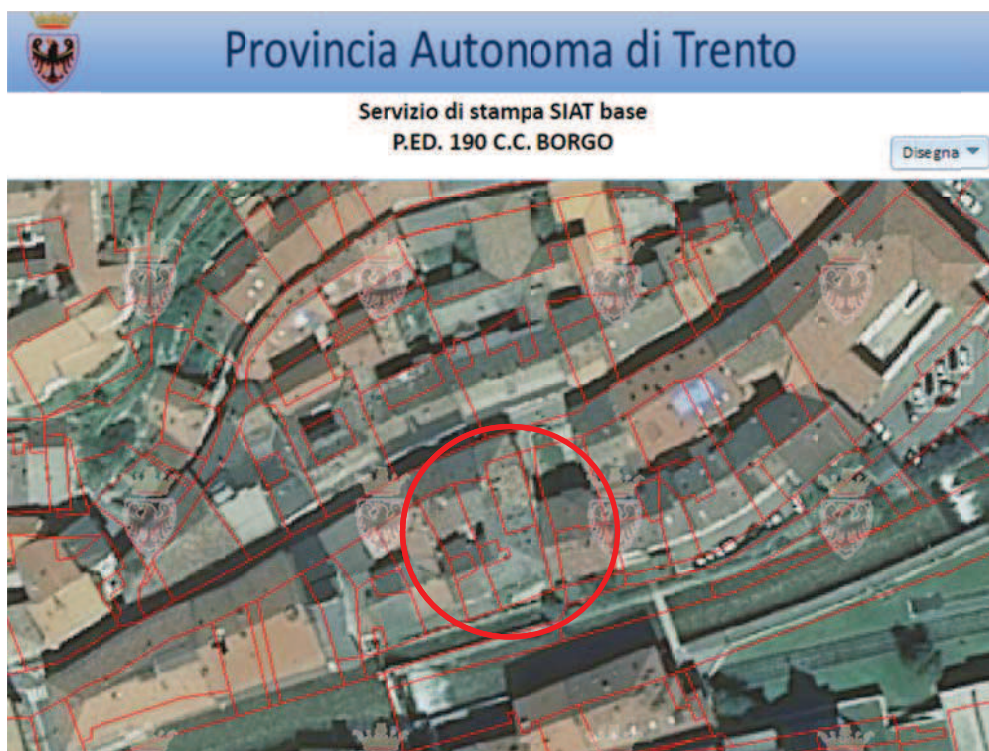 Provincia Autonoma di Trento
Servizio di stampa SIAT base
P.ED. 190 C.C. BORGO
Disegna